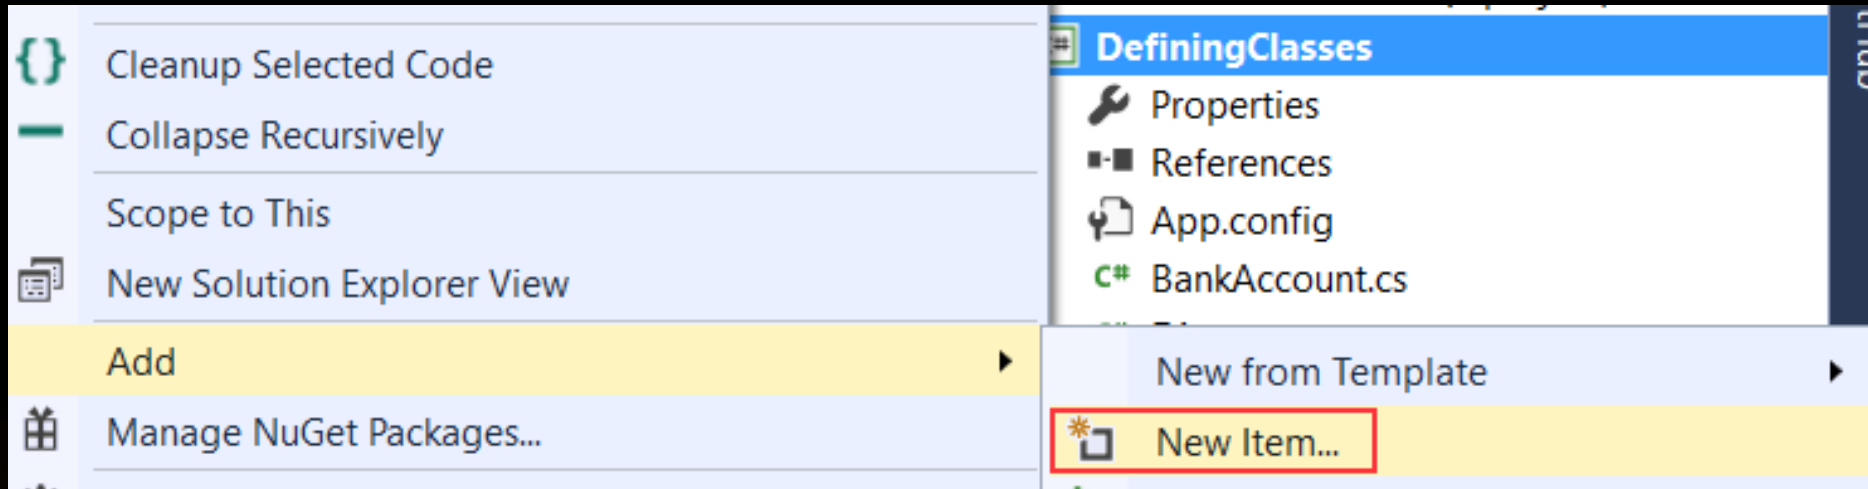 Cleanup Selected Code
Collapse Recursively
Scope to This
New Solution Explorer View
Add
Manage NuGet Packages...
DefiningClasses
Properties
References
App.config
C# BankAccount.cs
New from Template
New Item...